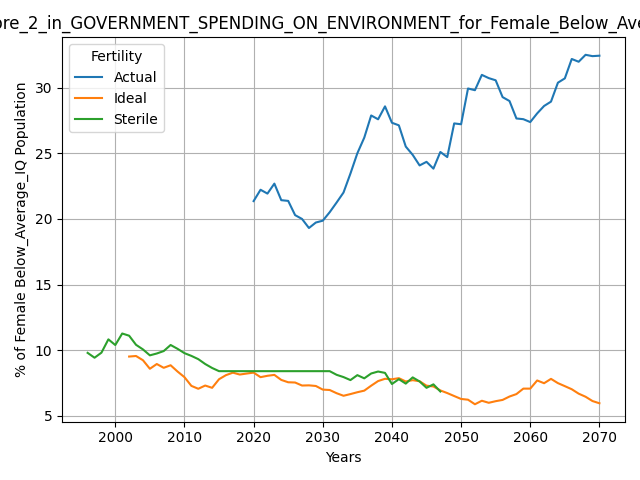 ore_2_in_GOVERNMENT_SPENDING_ON_ENVIRONMENT_for_Female_Below_Ave
Fertility
Actual
Ideal
Sterile
% of Female Below_Average_IQ Population
30
25
20
15
10
5
2000 2010 2020 2030 2040 2050 2060 2070
Years